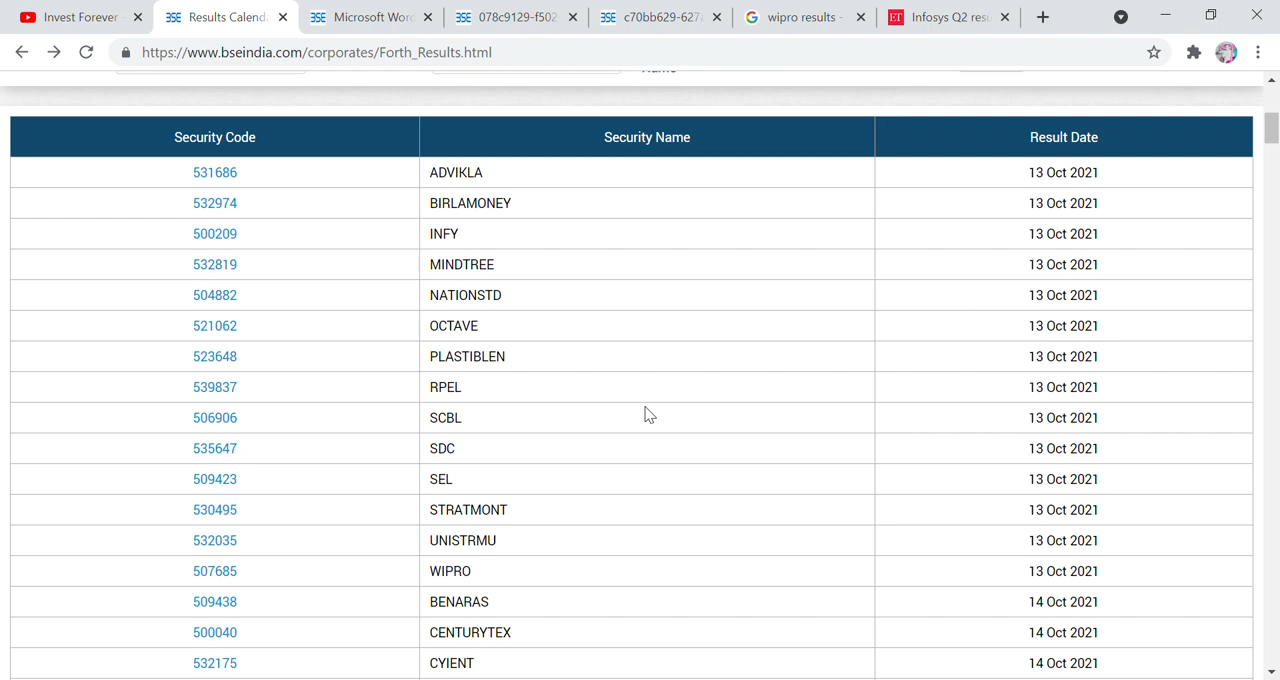 Invest Forever
Results Calend
Microsoft Word
078c9129-f502
c70bb629-627
wipro results -
ET Infosys Q2 res
https://www.bseindia.com/corporates/Forth_Results.html
Security Code Security Name Result Date
531686 ADVIKLA 13 Oct 2021
532974 BIRLAMONEY 13 Oct 2021
500209 INFY 13 Oct 2021
532819 MINDTREE 13 Oct 2021
504882 NATIONSTD 13 Oct 2021
521062 OCTAVE 13 Oct 2021
523648 PLASTIBLEN 13 Oct 2021
539837 RPEL 13 Oct 2021
506906 SCBL 13 Oct 2021
535647 SDC 13 Oct 2021
509423 SEL 13 Oct 2021
530495 STRATMONT 13 Oct 2021
532035 UNISTRMU 13 Oct 2021
507685 WIPRO 13 Oct 2021
509438 BENARAS 14 Oct 2021
500040 CENTURYTEX 14 Oct 2021
532175 CYIENT 14 Oct 2021